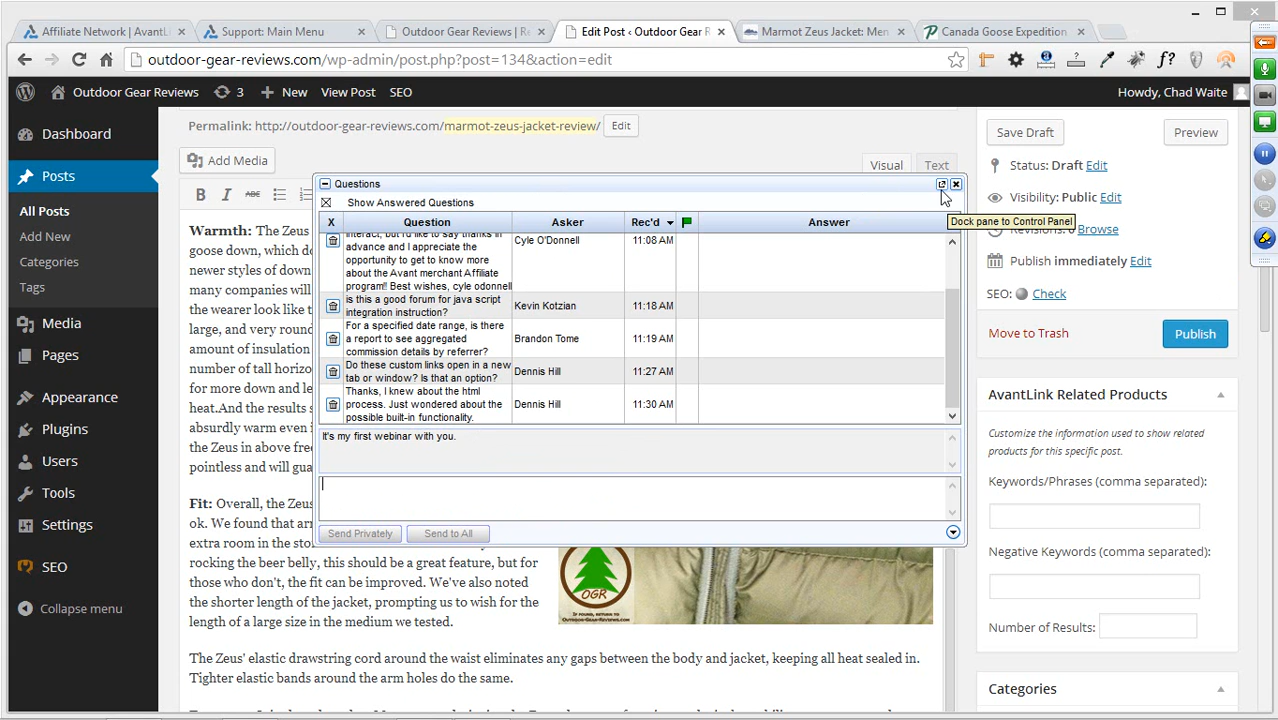 Affiliate Network | AvantL
Support: Main Menu
Outdoor Gear Reviews | R
Edit Post ‹ Outdoor Gear R
Marmot Zeus Jacket: Men
Canada Goose Expedition
outdoor-gear-reviews.com/wp-admin/post.php?post=134&action=edit
f?
Outdoor Gear Reviews
3
New
View Post
SEO
Howdy, Chad Waite
Dashboard
Posts
All Posts
Add New
Categories
Tags
Media
Pages
Appearance
Plugins
Users
Tools
Settings
SEO
Collapse menu
Permalink: http://outdoor-gear-reviews.com/marmot-zeus-jacket-review/
Edit
Add Media
Visual
Text
B
I
ABC
Warmth: The Zeus
goose down, which do
newer styles of down
many companies will
the wearer look like t
large, and very round
amount of insulation
number of tall horizo
for more down and le
heat.And the results s
absurdly warm even
the Zeus in above free
pointless and will gua
Fit: Overall, the Zeus
ok. We found that arr
extra room in the sto
rocking the beer belly, this should be a great feature, but for
those who don't, the fit can be improved. We've also noted
the shorter length of the jacket, prompting us to wish for the
length of a large size in the medium we tested.
OGR
IF FOUND, RETURN TO
OUTDOOR-GEAR-REVIEWS.COM
The Zeus' elastic drawstring cord around the waist eliminates any gaps between the body and jacket, keeping all heat sealed in.
Tighter elastic bands around the arm holes do the same.
Questions
Show Answered Questions
X
Question
Asker
Rec'd
Answer
interact, but I'd like to say thanks in
advance and I appreciate the
opportunity to get to know more
about the Avant merchant Affiliate
program!! Best wishes, cyle odonnell
Cyle O'Donnell
11:08 AM
is this a good forum for java script
integration instruction?
Kevin Kotzian
11:18 AM
For a specified date range, is there
a report to see aggregated
commission details by referrer?
Brandon Tome
11:19 AM
Do these custom links open in a new
tab or window? Is that an option?
Dennis Hill
11:27 AM
Thanks, I knew about the html
process. Just wondered about the
possible built-in functionality.
Dennis Hill
11:30 AM
It's my first webinar with you.
Send Privately
Send to All
Dock pane to Control Panel
Save Draft
Preview
Status: Draft Edit
Visibility: Public Edit
Revisions: 6 Browse
Publish immediately Edit
SEO: Check
Move to Trash
Publish
AvantLink Related Products
Customize the information used to show related
products for this specific post.
Keywords/Phrases (comma separated):
Negative Keywords (comma separated):
Number of Results:
Categories